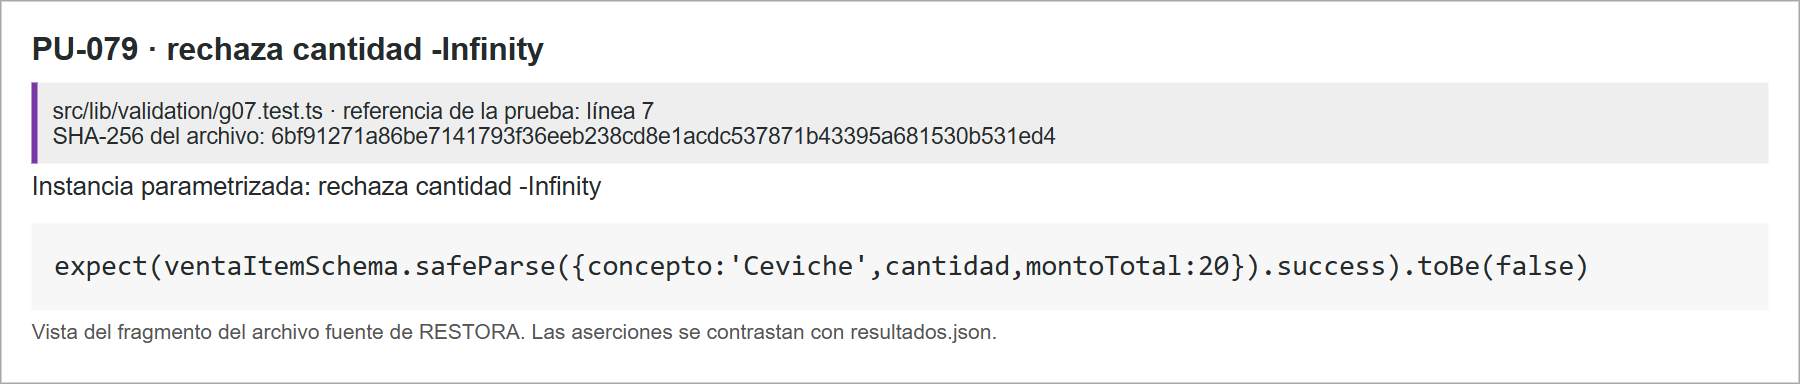 PU-079 · rechaza cantidad -Infinity
src/lib/validation/g07.test.ts · referencia de la prueba: línea 7
SHA-256 del archivo: 6bf91271a86be7141793f36eeb238cd8e1acdc537871b43395a681530b531ed4
Instancia parametrizada: rechaza cantidad -Infinity
expect(ventaItemSchema.safeParse({concepto:'Ceviche',cantidad,montoTotal:20}).success).toBe(false)
Vista del fragmento del archivo fuente de RESTORA. Las aserciones se contrastan con resultados.json.